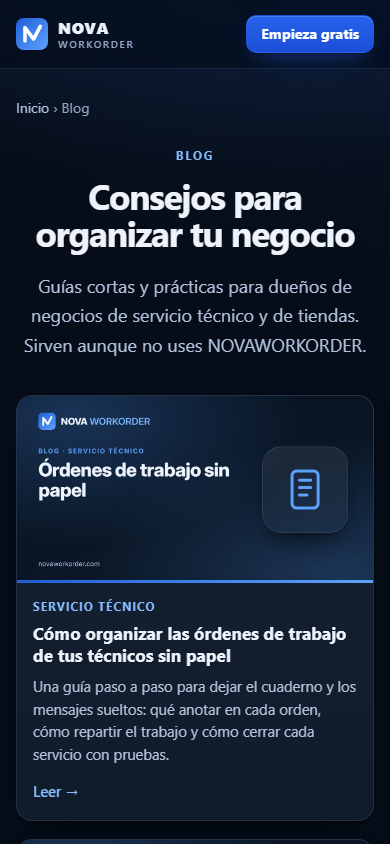 NOVA
WORKORDER
Empieza gratis
Inicio › Blog
BLOG
Consejos para
organizar tu negocio
Guías cortas y prácticas para dueños de
negocios de servicio técnico y de tiendas.
Sirven aunque no uses NOVAWORKORDER.
NOVA WORKORDER
BLOG · SERVICIO TÉCNICO
Órdenes de trabajo sin
papel
novaworkorder.com
SERVICIO TÉCNICO
Cómo organizar las órdenes de trabajo
de tus técnicos sin papel
Una guía paso a paso para dejar el cuaderno y los
mensajes sueltos: qué anotar en cada orden,
cómo repartir el trabajo y cómo cerrar cada
servicio con pruebas.
Leer →